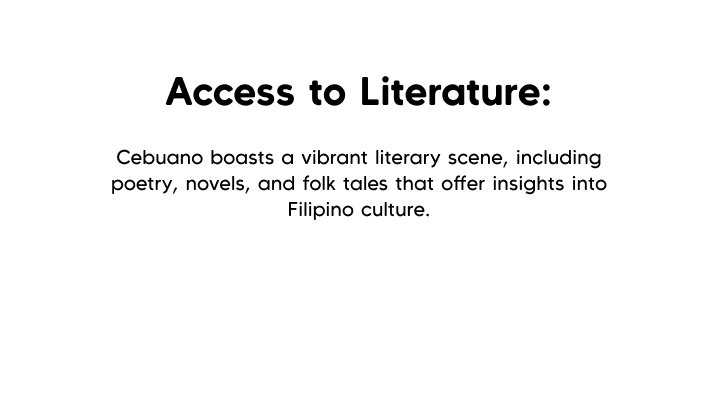 Access to Literature:
Cebuano boasts a vibrant literary scene, including
poetry, novels, and folk tales that offer insights into
Filipino culture.